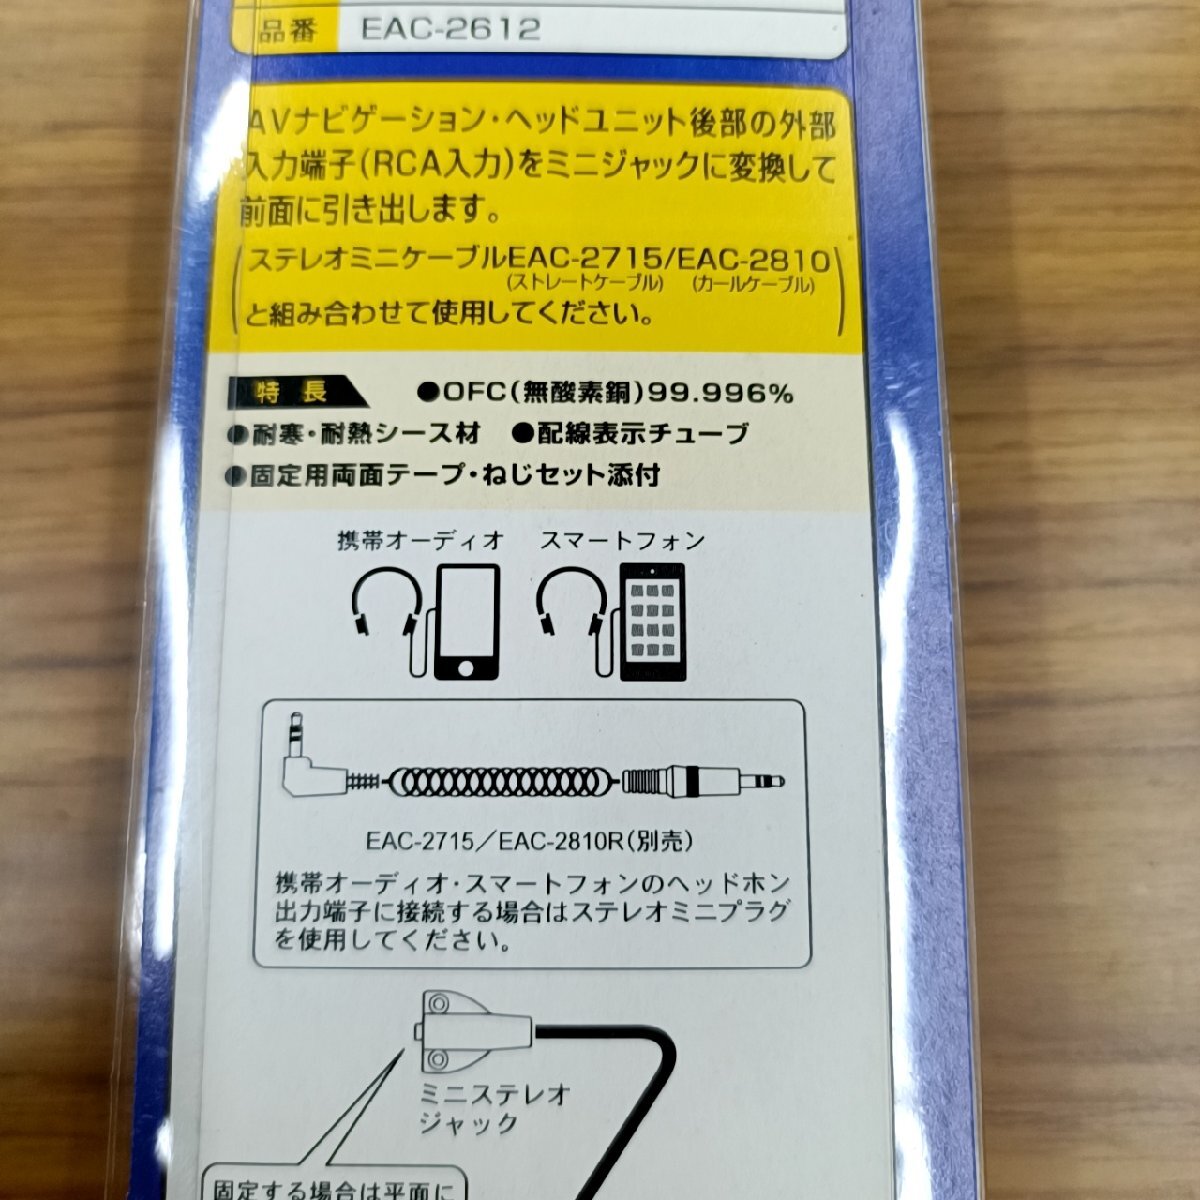 品番 EAC-2612
AVナビゲーション・ヘッドユニット後部の外部
入力端子(RCA入力)をミニジャックに変換して
前面に引き出します。
(ステレオミニケーブルEAC-2715/EAC-2810
(ストレートケーブル) (カールケーブル)
と組み合わせて使用してください。)
特長 ●OFC(無酸素銅)99.996%
●耐寒・耐熱シース材 ●配線表示チューブ
●固定用両面テープ・ねじセット添付
携帯オーディオ スマートフォン
EAC-2715／EAC-2810R(別売)
携帯オーディオ・スマートフォンのヘッドホン
出力端子に接続する場合はステレオミニプラグ
を使用してください。
ミニステレオ
ジャック
固定する場合は平面に